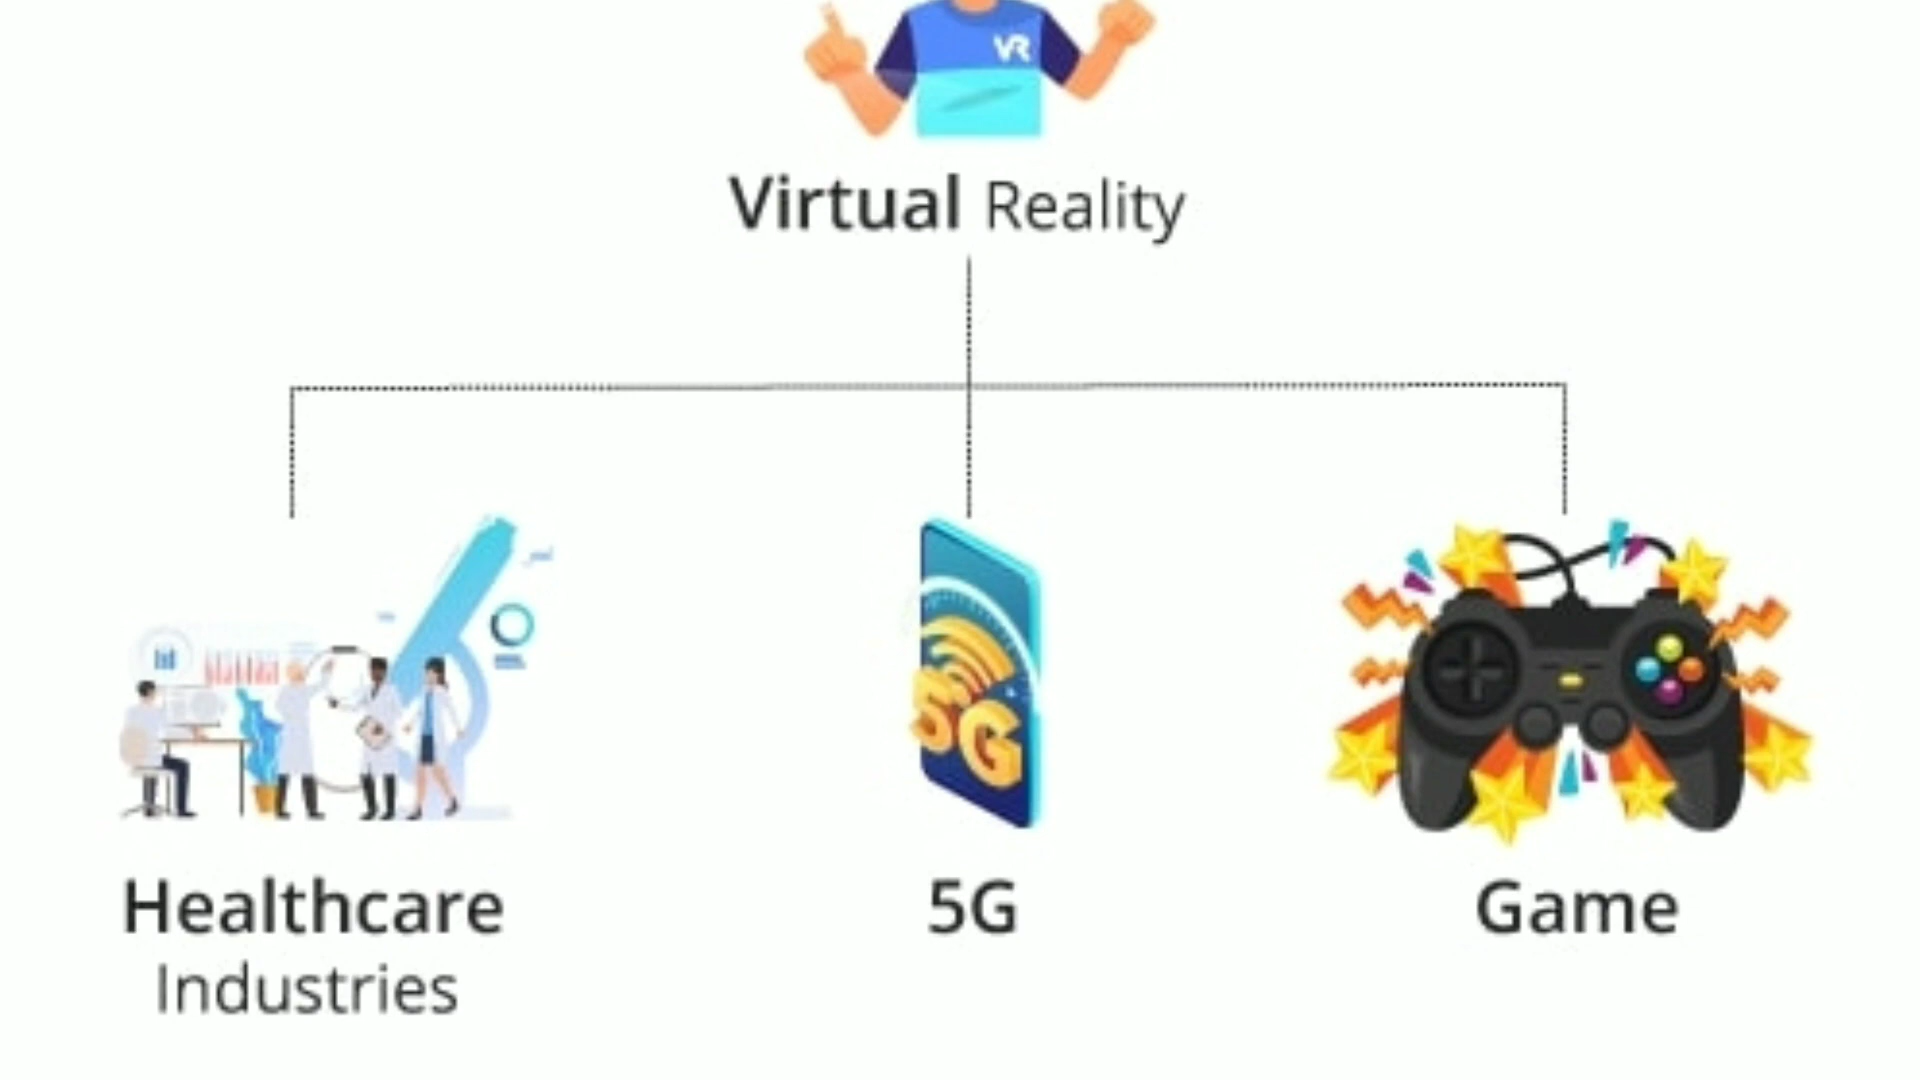 VR
Virtual Reality
5G
Healthcare
Industries
5G
Game